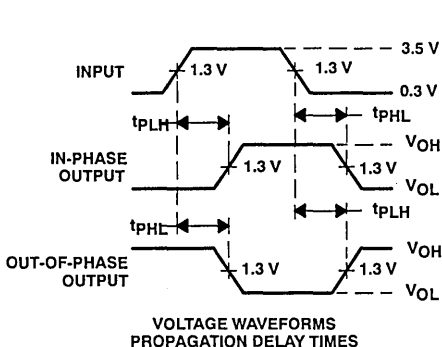 3.5 V
INPUT
1.3 V
1.3 V
0.3 V
tPLH
tPHL
VOH
IN-PHASE
OUTPUT
1.3 V
1.3 V
VOL
tPHL
tPLH
VOH
OUT-OF-PHASE
OUTPUT
1.3 V
1.3 V
VOL
VOLTAGE WAVEFORMS
PROPAGATION DELAY TIMES